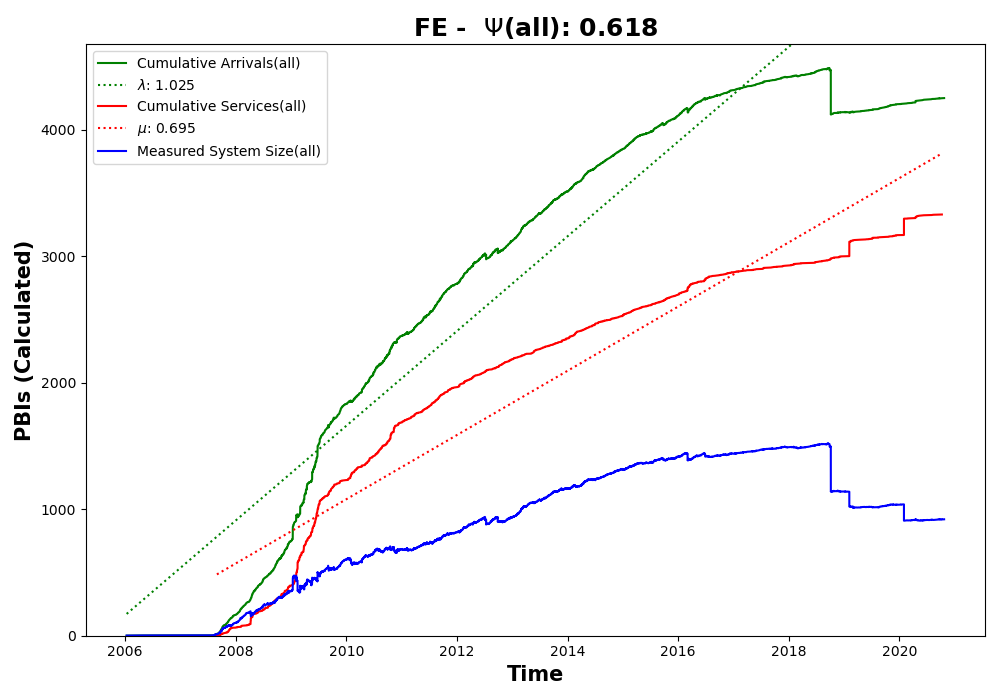 FE -  Ψ(all): 0.618
Cumulative Arrivals(all)
λ: 1.025
Cumulative Services(all)
μ: 0.695
Measured System Size(all)
PBIs (Calculated)
4000
3000
2000
1000
0
2006 2008 2010 2012 2014 2016 2018 2020
Time